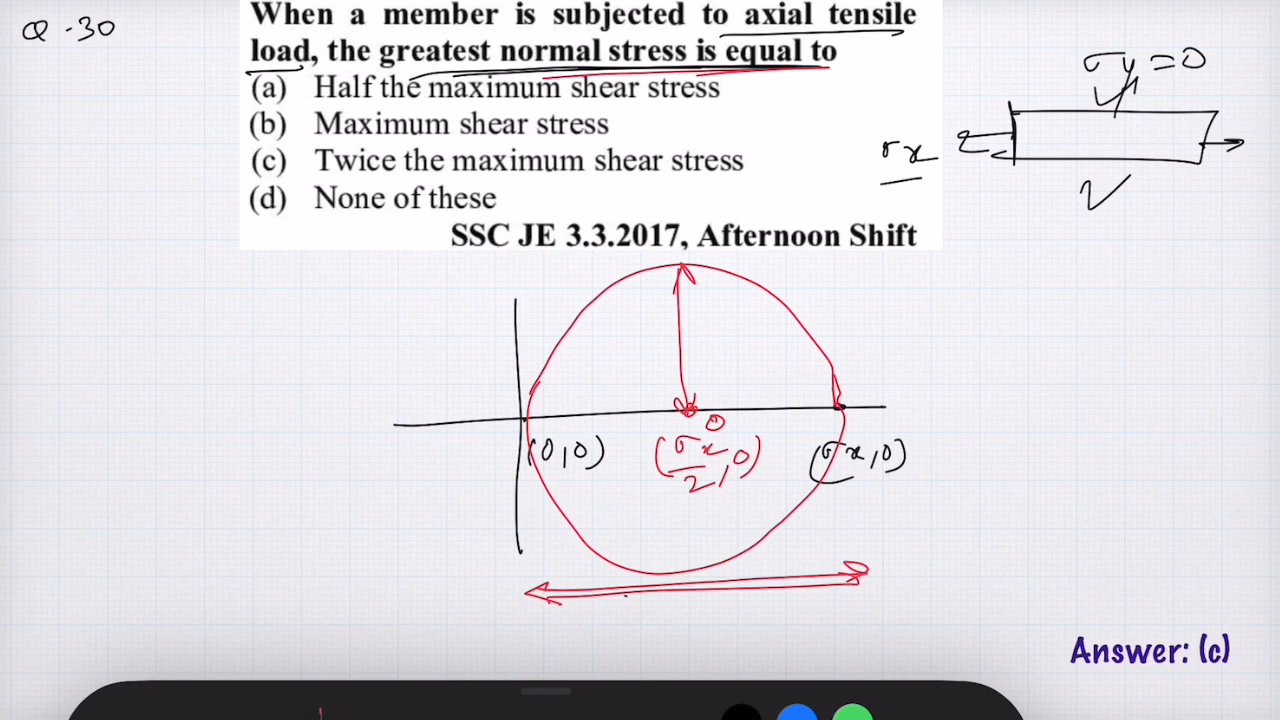 Q-30
When a member is subjected to axial tensile
load, the greatest normal stress is equal to
(a) Half the maximum shear stress
(b) Maximum shear stress
(c) Twice the maximum shear stress
(d) None of these
SSC JE 3.3.2017, Afternoon Shift
σy=0
σx
(0,0)
(σx/2,0)
(σx,0)
Answer: (c)